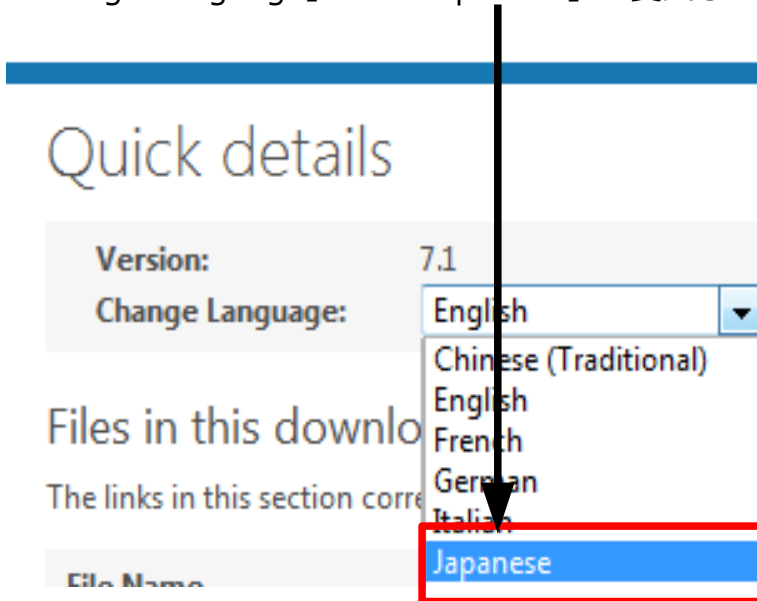 Quick details
Version: 7.1
Change Language: English
Chinese (Traditional)
English
French
Files in this downlo
German
The links in this section corre
Italian
Japanese
File Name